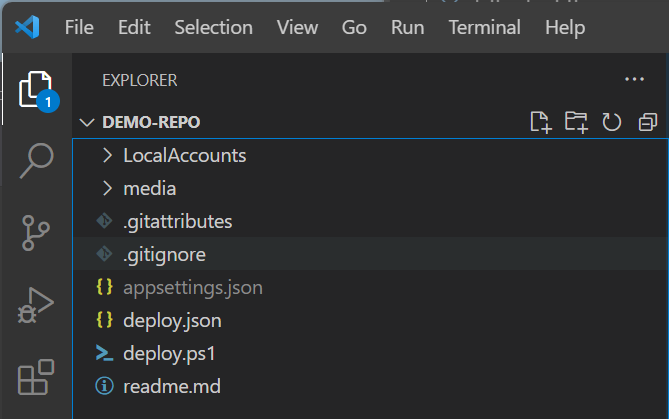 File Edit Selection View Go Run Terminal Help
EXPLORER
1
DEMO-REPO
LocalAccounts
media
.gitattributes
.gitignore
appsettings.json
deploy.json
deploy.ps1
readme.md